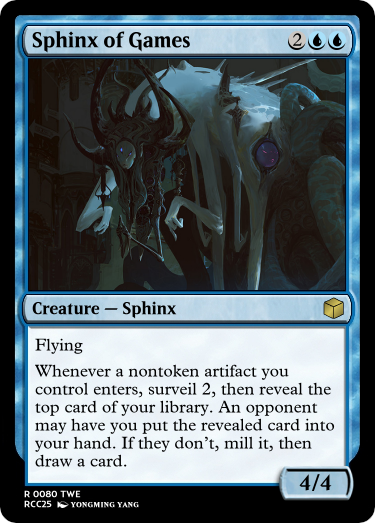 Sphinx of Games 2
Creature — Sphinx
Flying
Whenever a nontoken artifact you
control enters, surveil 2, then reveal the
top card of your library. An opponent
may have you put the revealed card into
your hand. If they don't, mill it, then
draw a card.
4/4
R 0080 TWE
RCC25 YONGMING YANG